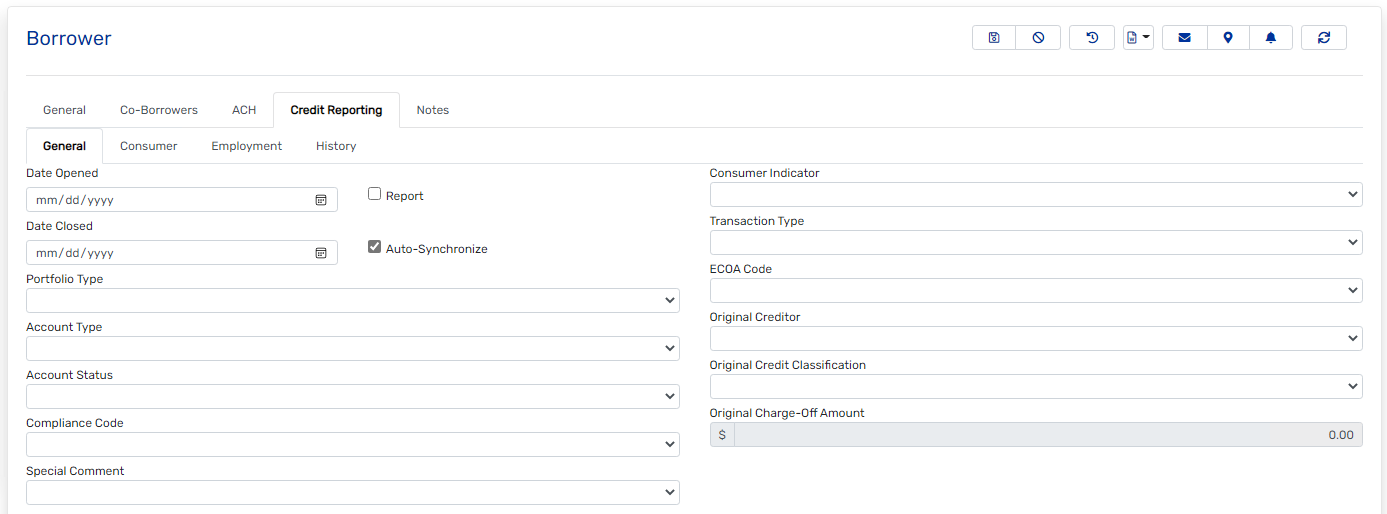 Borrower
General Co-Borrowers ACH Credit Reporting Notes
General Consumer Employment History
Date Opened
mm/dd/yyyy
Report
Date Closed
mm/dd/yyyy
Auto-Synchronize
Portfolio Type
Account Type
Account Status
Compliance Code
Special Comment
Consumer Indicator
Transaction Type
ECOA Code
Original Creditor
Original Credit Classification
Original Charge-Off Amount
$ 0.00